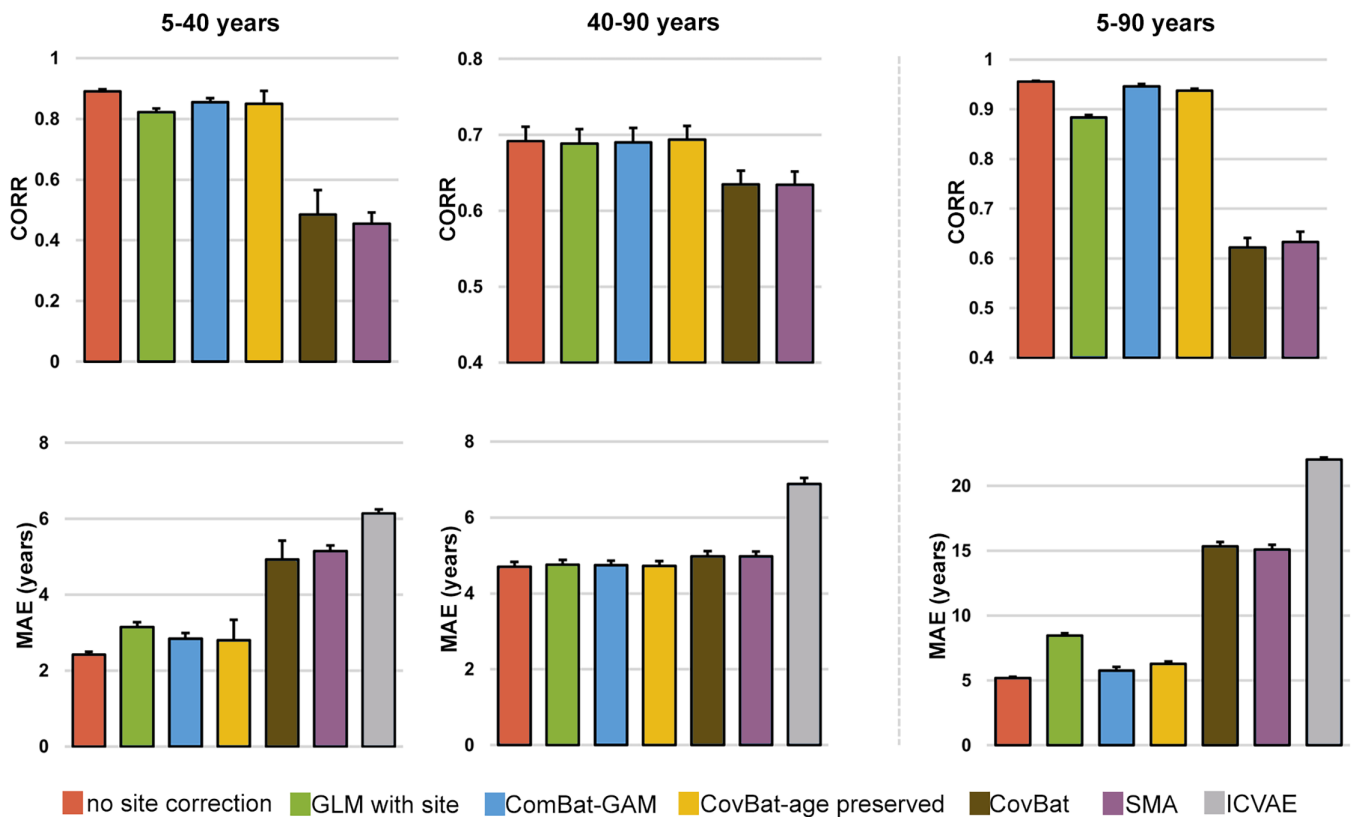 5-40 years
40-90 years
5-90 years
CORR
1
0.8
0.6
0.4
0.2
0
CORR
0.8
0.7
0.6
0.5
0.4
CORR
1
0.9
0.8
0.7
0.6
0.5
0.4
MAE (years)
8
6
4
2
0
MAE (years)
8
6
4
2
0
MAE (years)
20
15
10
5
0
no site correction
GLM with site
ComBat-GAM
CovBat-age preserved
CovBat
SMA
ICVAE